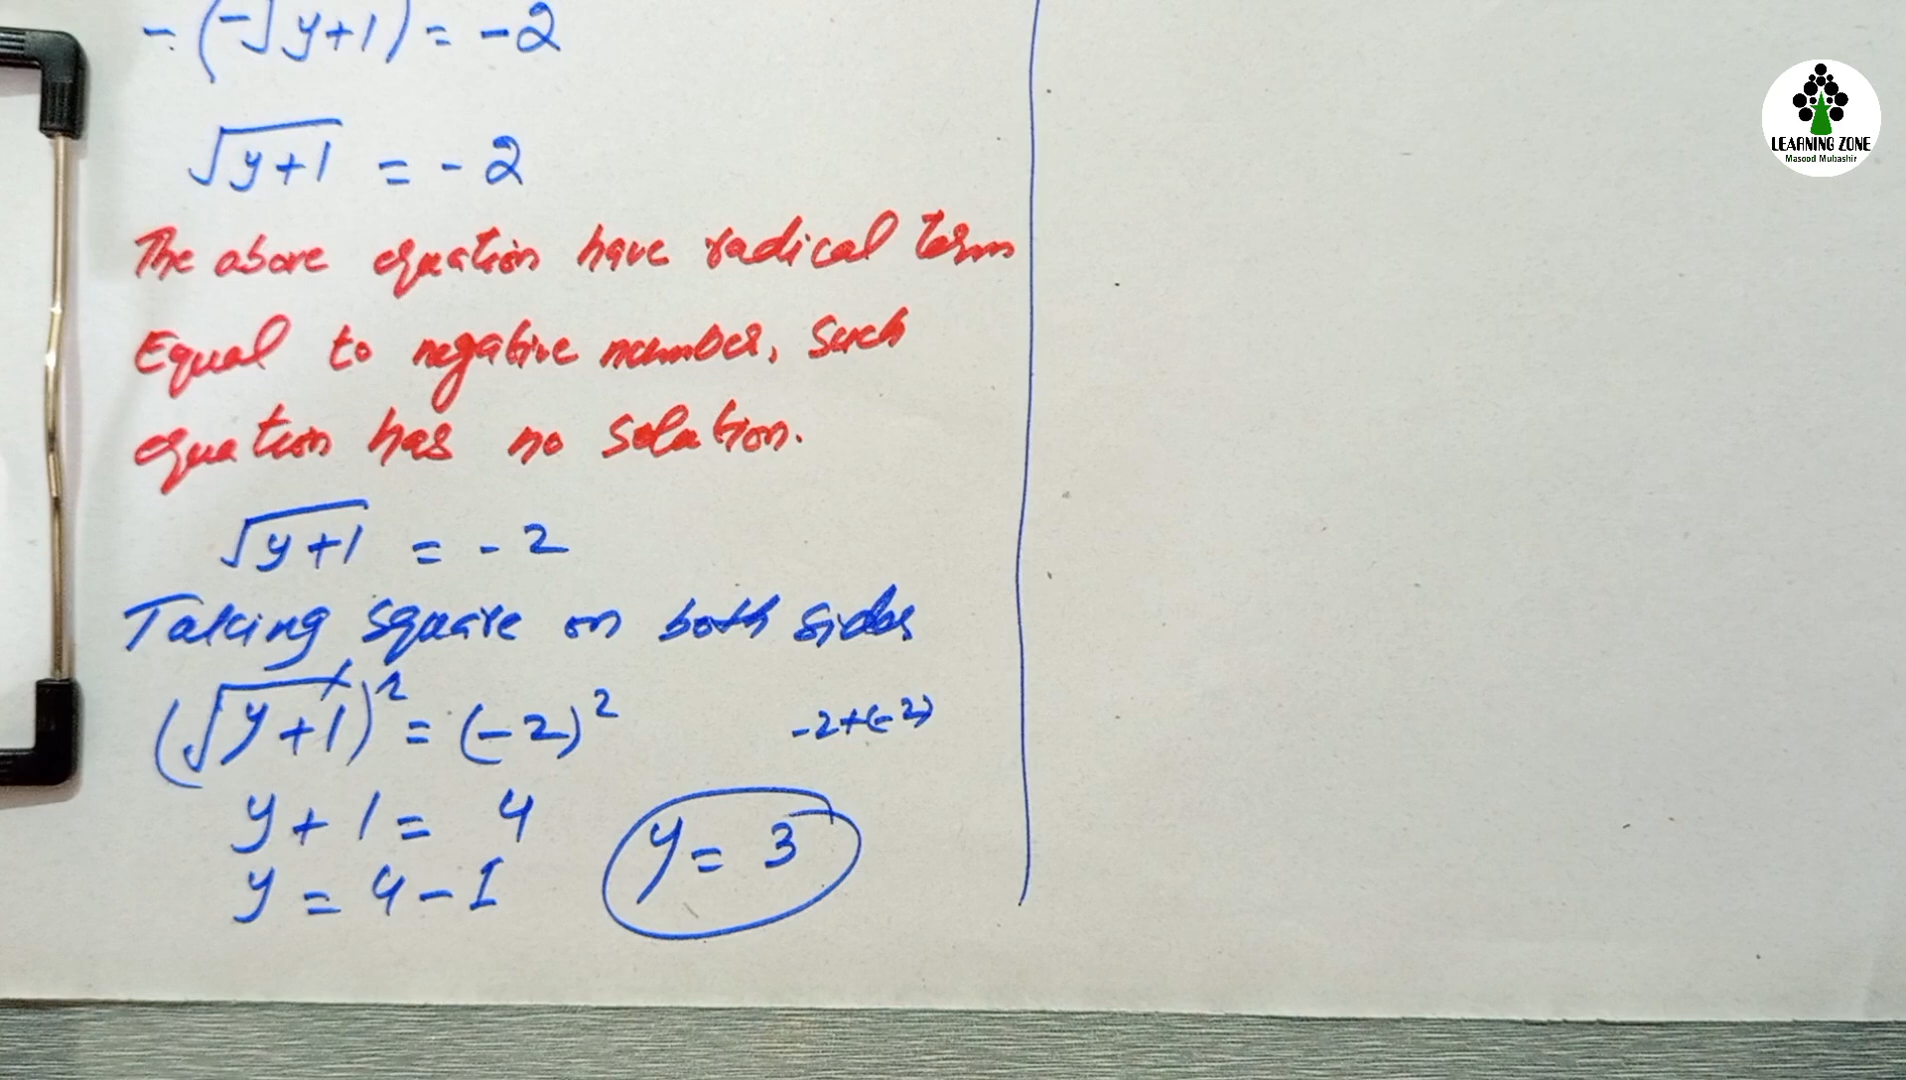 - (-√y+1) = -2
√y+1 = -2
The above equation have radical term
Equal to negative number, such
equation has no solution.
√y+1 = -2
Taking square on both sides
(√y+1)² = (-2)²
-2+(-2)
y+1 = 4
y = 4-1
y = 3
LEARNING ZONE
Masood Mubashir